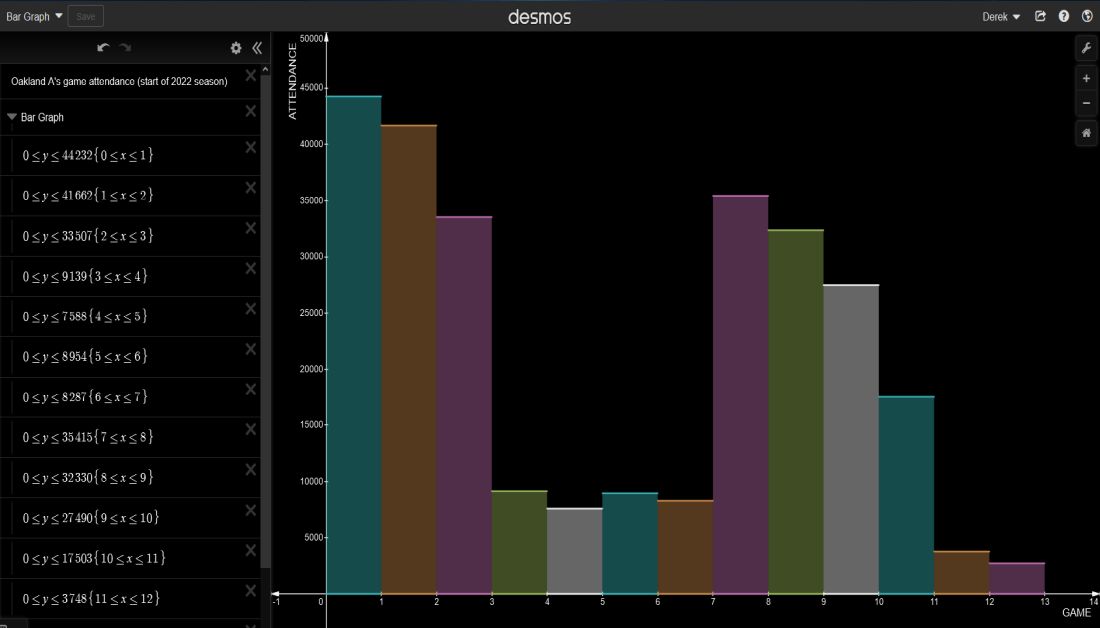 Bar Graph
Save
desmos
Derek
Oakland A's game attendance (start of 2022 season)
Bar Graph
0 ≤ y ≤ 44232 {0 ≤ x ≤ 1}
0 ≤ y ≤ 41662 {1 ≤ x ≤ 2}
0 ≤ y ≤ 33507 {2 ≤ x ≤ 3}
0 ≤ y ≤ 9139 {3 ≤ x ≤ 4}
0 ≤ y ≤ 7588 {4 ≤ x ≤ 5}
0 ≤ y ≤ 8954 {5 ≤ x ≤ 6}
0 ≤ y ≤ 8287 {6 ≤ x ≤ 7}
0 ≤ y ≤ 35415 {7 ≤ x ≤ 8}
0 ≤ y ≤ 32330 {8 ≤ x ≤ 9}
0 ≤ y ≤ 27490 {9 ≤ x ≤ 10}
0 ≤ y ≤ 17503 {10 ≤ x ≤ 11}
0 ≤ y ≤ 3748 {11 ≤ x ≤ 12}
ATTENDANCE
50000
45000
40000
35000
30000
25000
20000
15000
10000
5000
-1 0 1 2 3 4 5 6 7 8 9 10 11 12 13 14
GAME